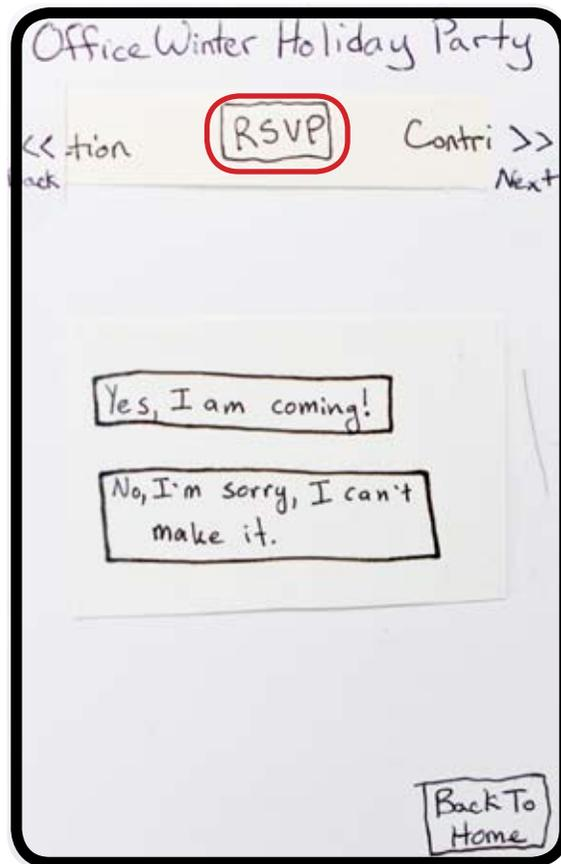 Office Winter Holiday Party
<< tion RSVP Contri >>
Back Next
Yes, I am coming!
No, I'm sorry, I can't
make it.
Back To
Home